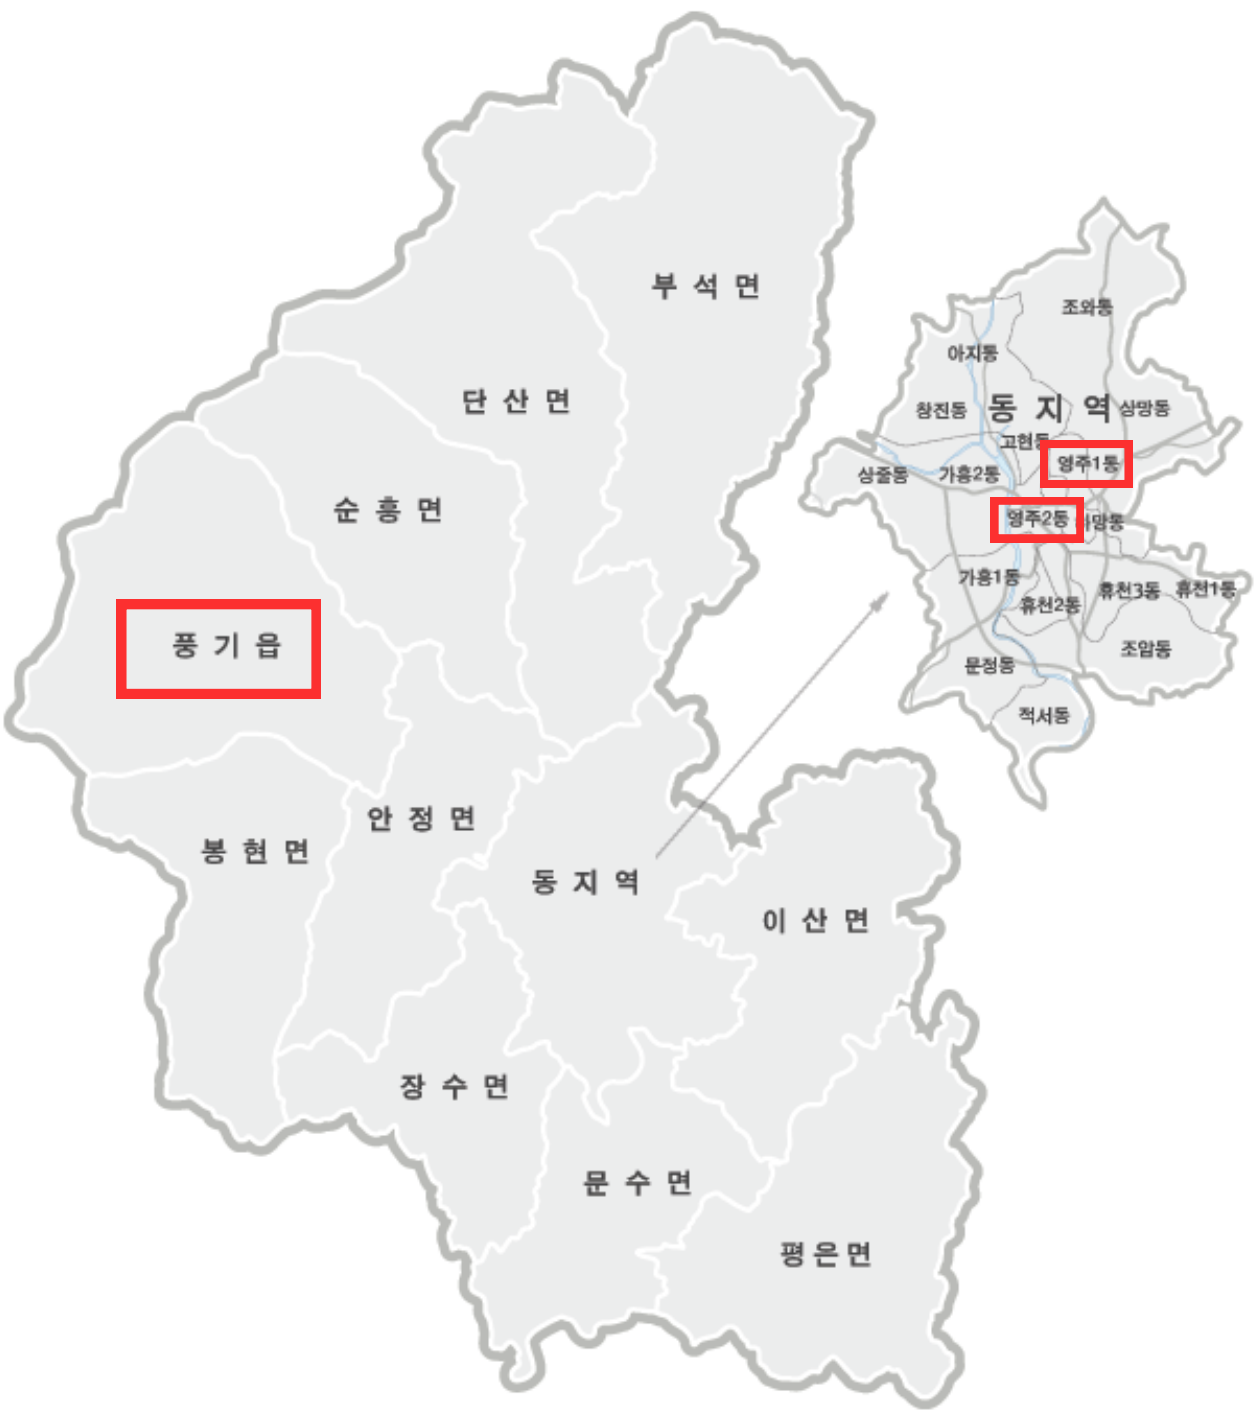 부석면
조와동
아지동
단산면
창진동
동지역
상망동
고현동
영주1동
상줄동
가흥2동
순흥면
영주2동
하망동
가흥1동
휴천3동
휴천1동
휴천2동
풍기읍
조암동
문정동
적서동
안정면
봉현면
동지역
이산면
장수면
문수면
평은면